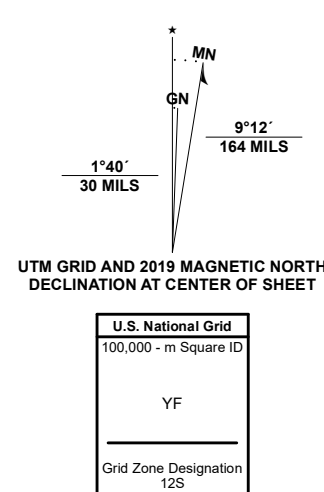 ★
MN
GN
9°12´
164 MILS
1°40´
30 MILS
UTM GRID AND 2019 MAGNETIC NORTH
DECLINATION AT CENTER OF SHEET
U.S. National Grid
100,000 - m Square ID
YF
Grid Zone Designation
12S